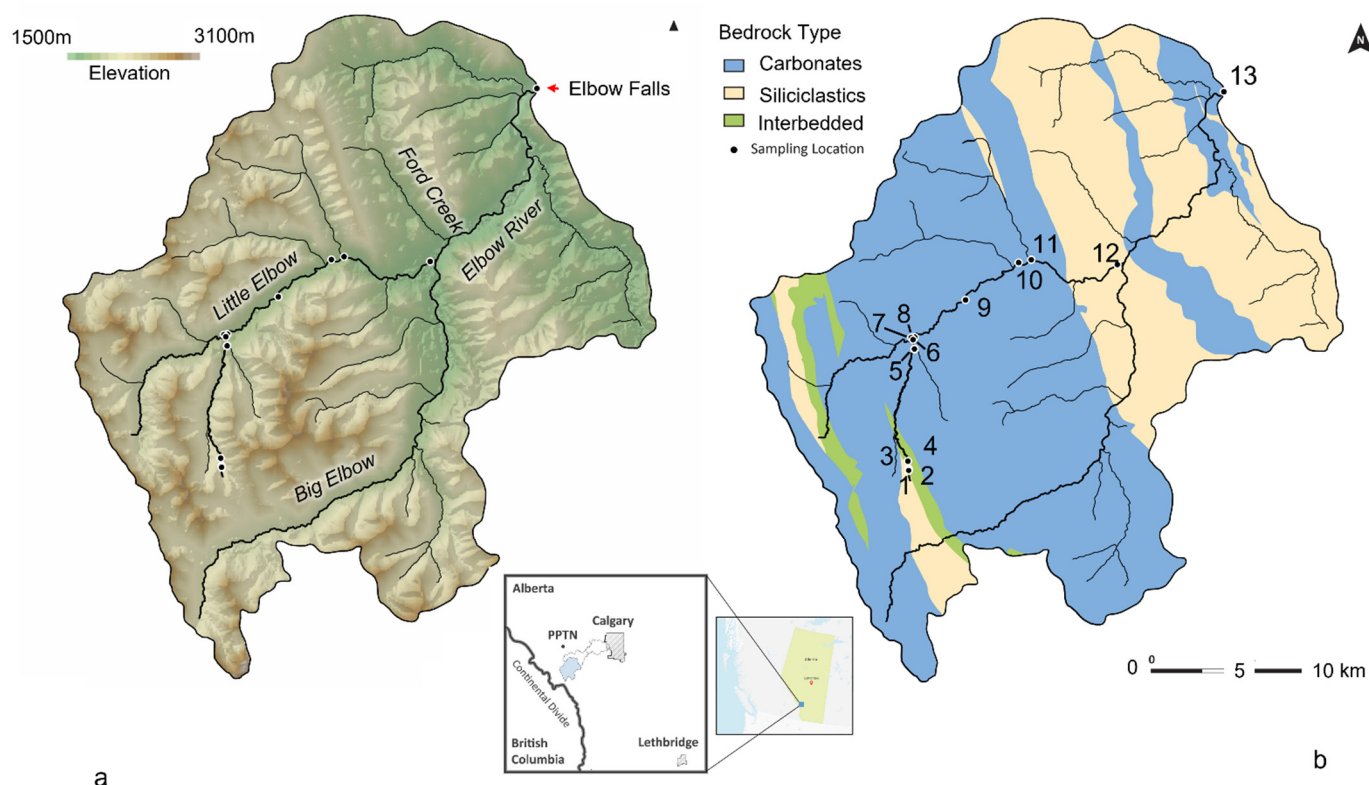 1500m
3100m
Elevation
Elbow Falls
Ford Creek
Elbow River
Little Elbow
Big Elbow
a
Bedrock Type
Carbonates
Siliciclastics
Interbedded
Sampling Location
N
13
12
11
10
9
8
7
6
5
4
3
2
1
0
0
5
10 km
b
Alberta
Calgary
PPTN
Continental Divide
British
Columbia
Lethbridge
Alberta